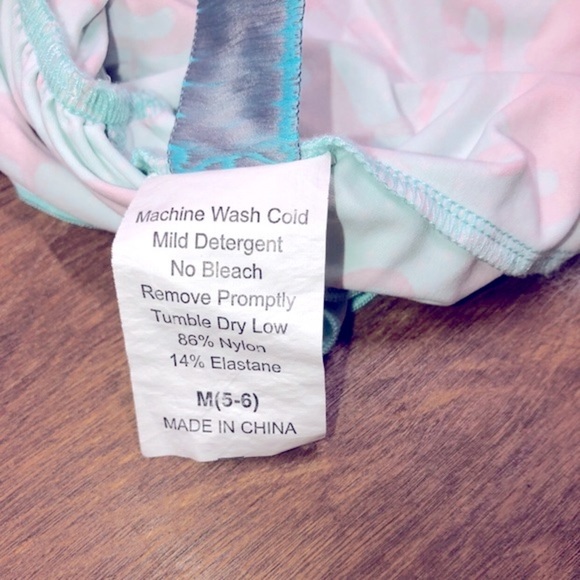 Machine Wash Cold
Mild Detergent
No Bleach
Remove Promptly
Tumble Dry Low
86% Nylon
14% Elastane
M(5-6)
MADE IN CHINA